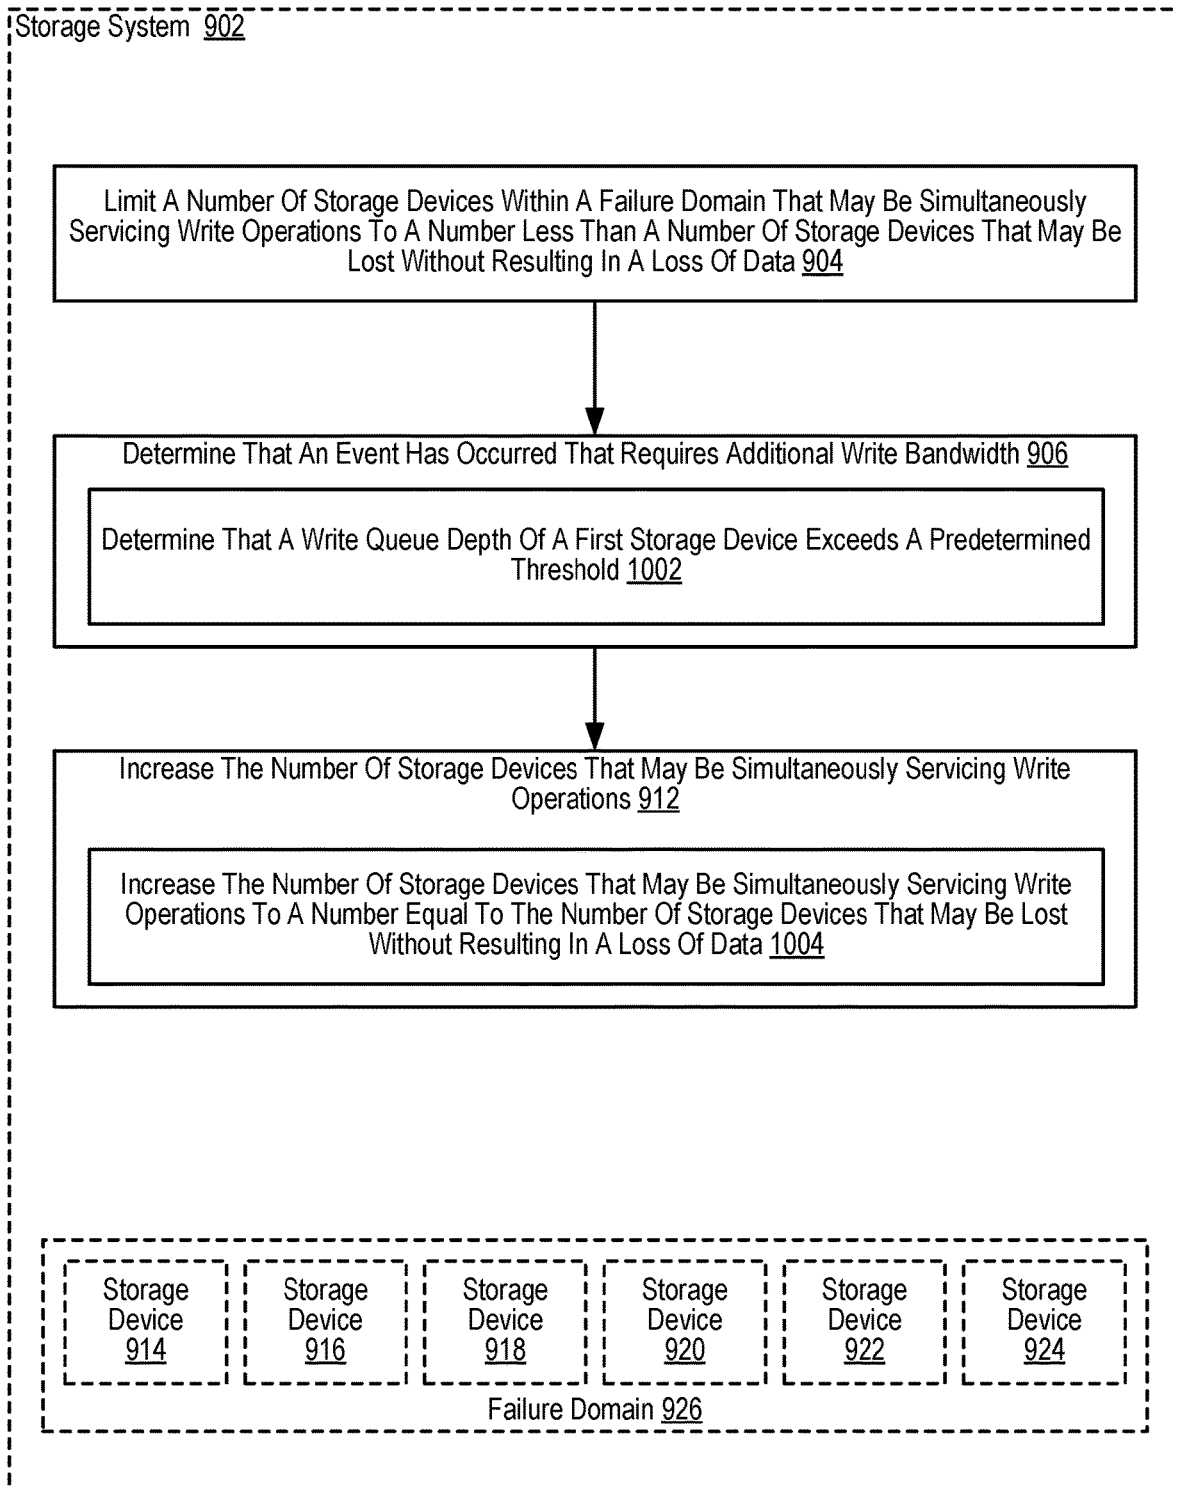 Storage System 902
Limit A Number Of Storage Devices Within A Failure Domain That May Be Simultaneously
Servicing Write Operations To A Number Less Than A Number Of Storage Devices That May Be
Lost Without Resulting In A Loss Of Data 904
Determine That An Event Has Occurred That Requires Additional Write Bandwidth 906
Determine That A Write Queue Depth Of A First Storage Device Exceeds A Predetermined
Threshold 1002
Increase The Number Of Storage Devices That May Be Simultaneously Servicing Write
Operations 912
Increase The Number Of Storage Devices That May Be Simultaneously Servicing Write
Operations To A Number Equal To The Number Of Storage Devices That May Be Lost
Without Resulting In A Loss Of Data 1004
Storage
Device
914
Storage
Device
916
Storage
Device
918
Storage
Device
920
Storage
Device
922
Storage
Device
924
Failure Domain 926